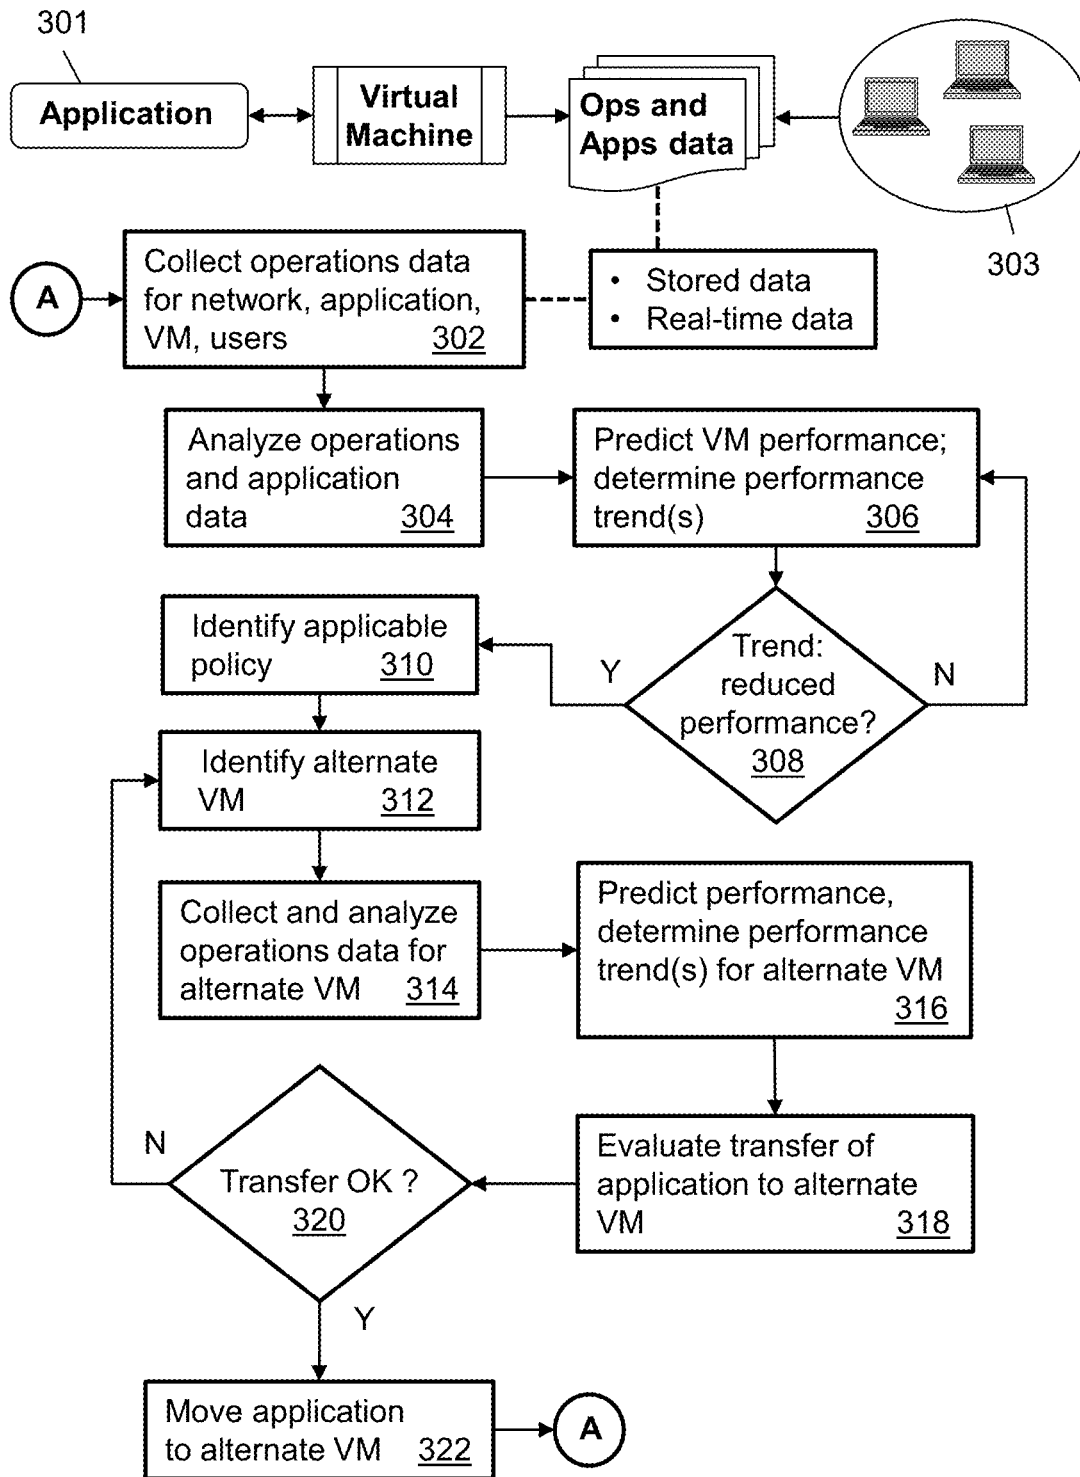 301
Application
Virtual
Machine
Ops and
Apps data
303
A
Collect operations data
for network, application,
VM, users 302
• Stored data
• Real-time data
Analyze operations
and application
data 304
Predict VM performance;
determine performance
trend(s) 306
Identify applicable
policy 310
Y
Trend:
reduced
performance?
308
N
Identify alternate
VM 312
Collect and analyze
operations data for
alternate VM 314
Predict performance,
determine performance
trend(s) for alternate VM
316
N
Transfer OK ?
320
Y
Evaluate transfer of
application to alternate
VM 318
Move application
to alternate VM 322
A